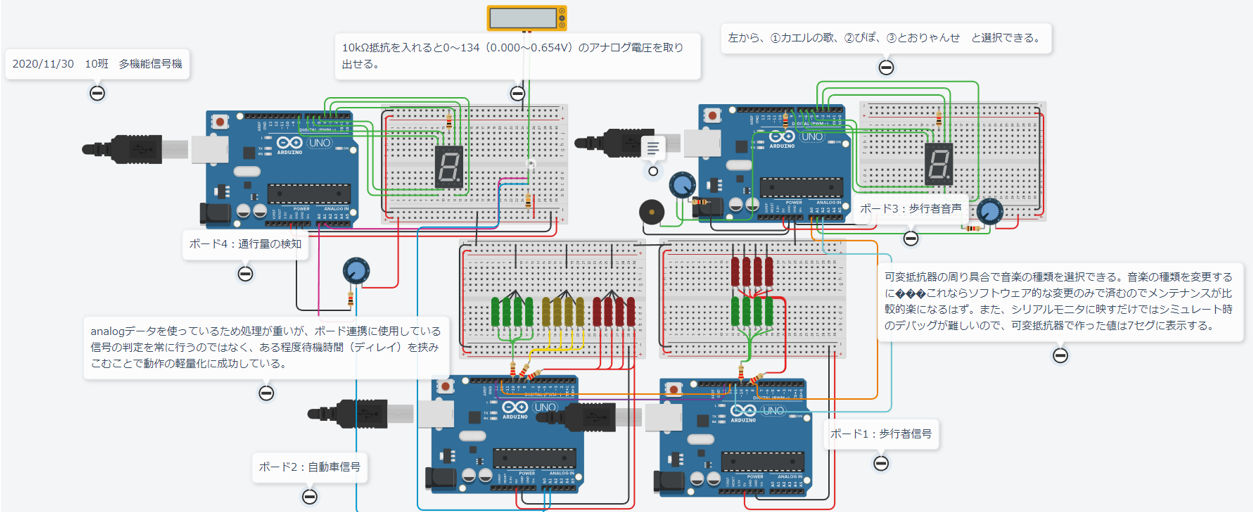 2020/11/30 10班 多機能信号機
10kΩ抵抗を入れると0～134（0.000～0.654V）のアナログ電圧を取り
出せる。
左から、①カエルの歌、②ぴぽ、③とおりゃんせ と選択できる。
ボード4：通行量の検知
ボード3：歩行者音声
可変抵抗器の周り具合で音楽の種類を選択できる。音楽の種類を変更する
に���これならソフトウェア的な変更のみで済むのでメンテナンスが比
較的楽になるはず。また、シリアルモニタに映すだけではシミュレート時
のデバッグが難しいので、可変抵抗器で作った値は7セグに表示する。
analogデータを使っているため処理が重いが、ボード連携に使用している
信号の判定を常に行うのではなく、ある程度待機時間（ディレイ）を挟み
こむことで動作の軽量化に成功している。
ボード2：自動車信号
ボード1：歩行者信号
UNO
ARDUINO
DIGITAL (PWM~)
POWER
ANALOG IN
UNO
ARDUINO
DIGITAL (PWM~)
POWER
ANALOG IN
UNO
ARDUINO
POWER
ANALOG IN
UNO
ARDUINO
POWER
ANALOG IN